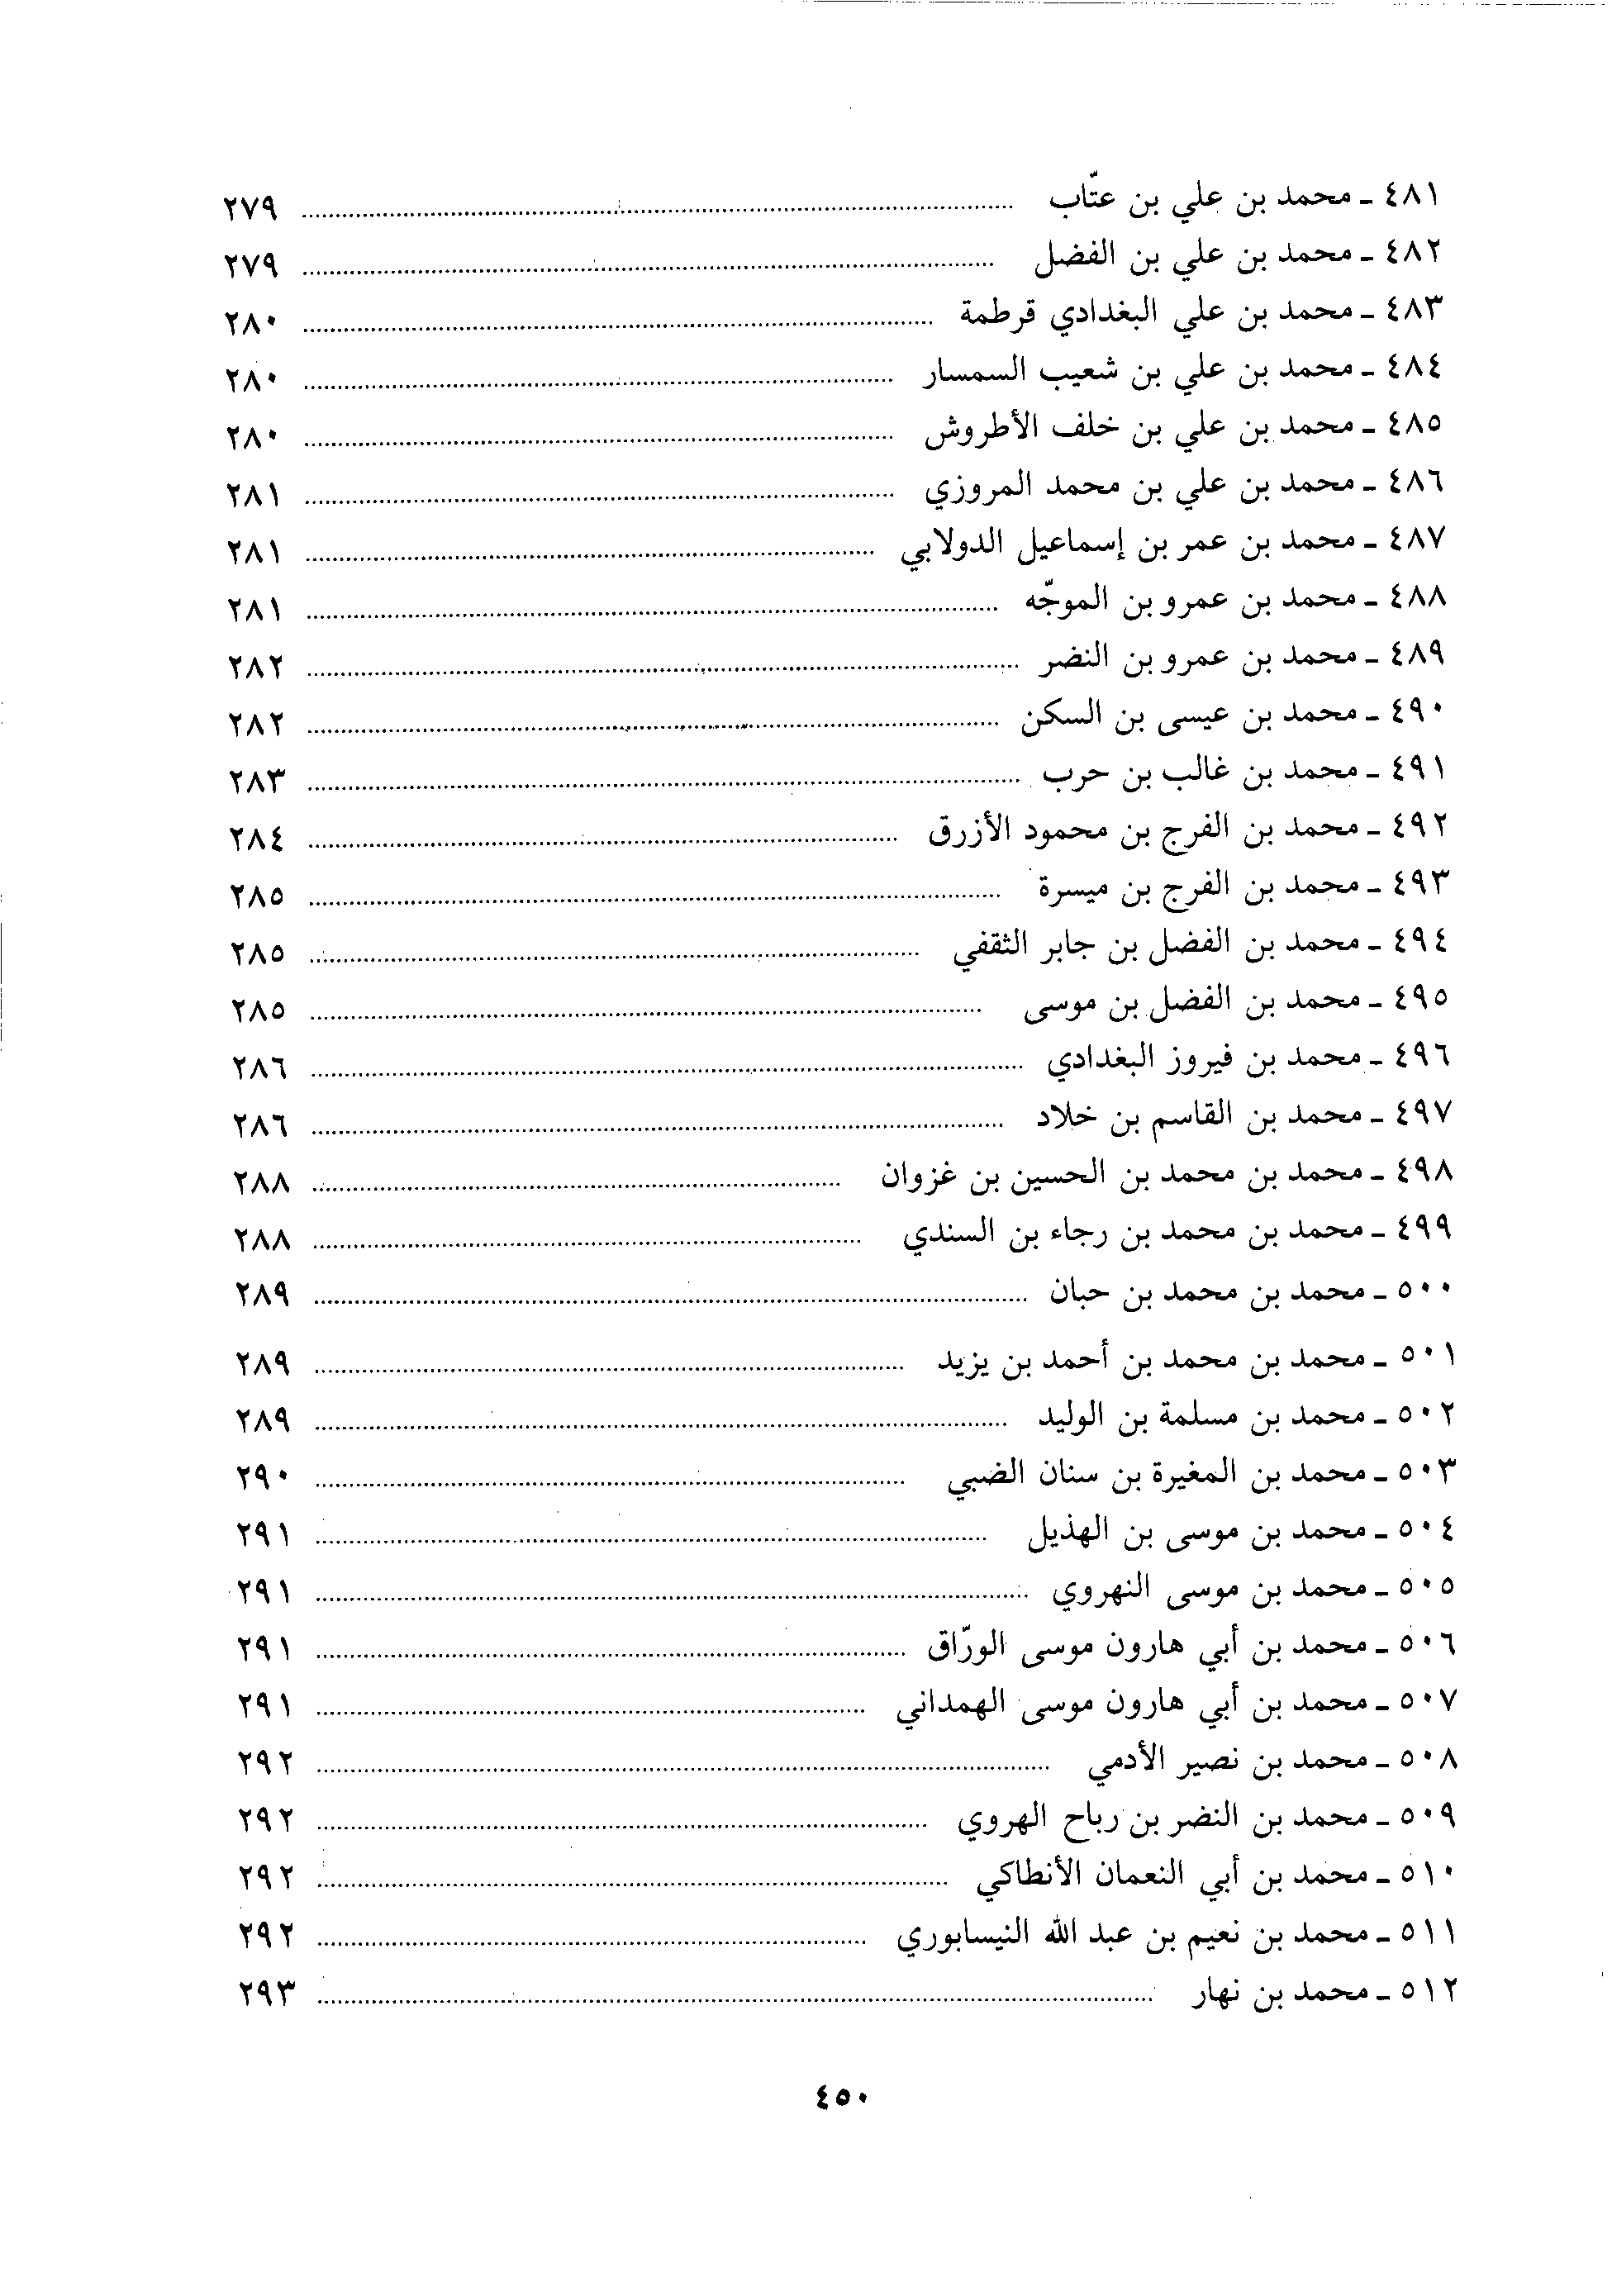 ٤٨١ ـ محمد بن علي بن عتّاب ........ ٢٧٩
٤٨٢ ـ محمد بن علي بن الفضل ........ ٢٧٩
٤٨٣ ـ محمد بن علي البغدادي قرطمة ........ ٢٨٠
٤٨٤ ـ محمد بن علي بن شعيب السمسار ........ ٢٨٠
٤٨٥ ـ محمد بن علي بن خلف الأطروش ........ ٢٨٠
٤٨٦ ـ محمد بن علي بن محمد المروزي ........ ٢٨١
٤٨٧ ـ محمد بن عمر بن إسماعيل الدولابي ........ ٢٨١
٤٨٨ ـ محمد بن عمرو بن الموجّه ........ ٢٨١
٤٨٩ ـ محمد بن عمرو بن النضر ........ ٢٨٢
٤٩٠ ـ محمد بن عيسى بن السكن ........ ٢٨٢
٤٩١ ـ محمد بن غالب بن حرب ........ ٢٨٣
٤٩٢ ـ محمد بن الفرج بن محمود الأزرق ........ ٢٨٤
٤٩٣ ـ محمد بن الفرج بن ميسرة ........ ٢٨٥
٤٩٤ ـ محمد بن الفضل بن جابر الثقفي ........ ٢٨٥
٤٩٥ ـ محمد بن الفضل بن موسى ........ ٢٨٥
٤٩٦ ـ محمد بن فيروز البغدادي ........ ٢٨٦
٤٩٧ ـ محمد بن القاسم بن خلاد ........ ٢٨٦
٤٩٨ ـ محمد بن محمد بن الحسين بن غزوان ........ ٢٨٨
٤٩٩ ـ محمد بن محمد بن رجاء بن السندي ........ ٢٨٨
٥٠٠ ـ محمد بن محمد بن حبان ........ ٢٨٩
٥٠١ ـ محمد بن محمد بن أحمد بن يزيد ........ ٢٨٩
٥٠٢ ـ محمد بن مسلمة بن الوليد ........ ٢٨٩
٥٠٣ ـ محمد بن المغيرة بن سنان الضبي ........ ٢٩٠
٥٠٤ ـ محمد بن موسى بن الهذيل ........ ٢٩١
٥٠٥ ـ محمد بن موسى النهروي ........ ٢٩١
٥٠٦ ـ محمد بن أبي هارون موسى الورّاق ........ ٢٩١
٥٠٧ ـ محمد بن أبي هارون موسى الهمداني ........ ٢٩١
٥٠٨ ـ محمد بن نصير الأدمي ........ ٢٩٢
٥٠٩ ـ محمد بن النضر بن رباح الهروي ........ ٢٩٢
٥١٠ ـ محمد بن أبي النعمان الأنطاكي ........ ٢٩٢
٥١١ ـ محمد بن نعيم بن عبد الله النيسابوري ........ ٢٩٢
٥١٢ ـ محمد بن نهار ........ ٢٩٣
٤٥٠